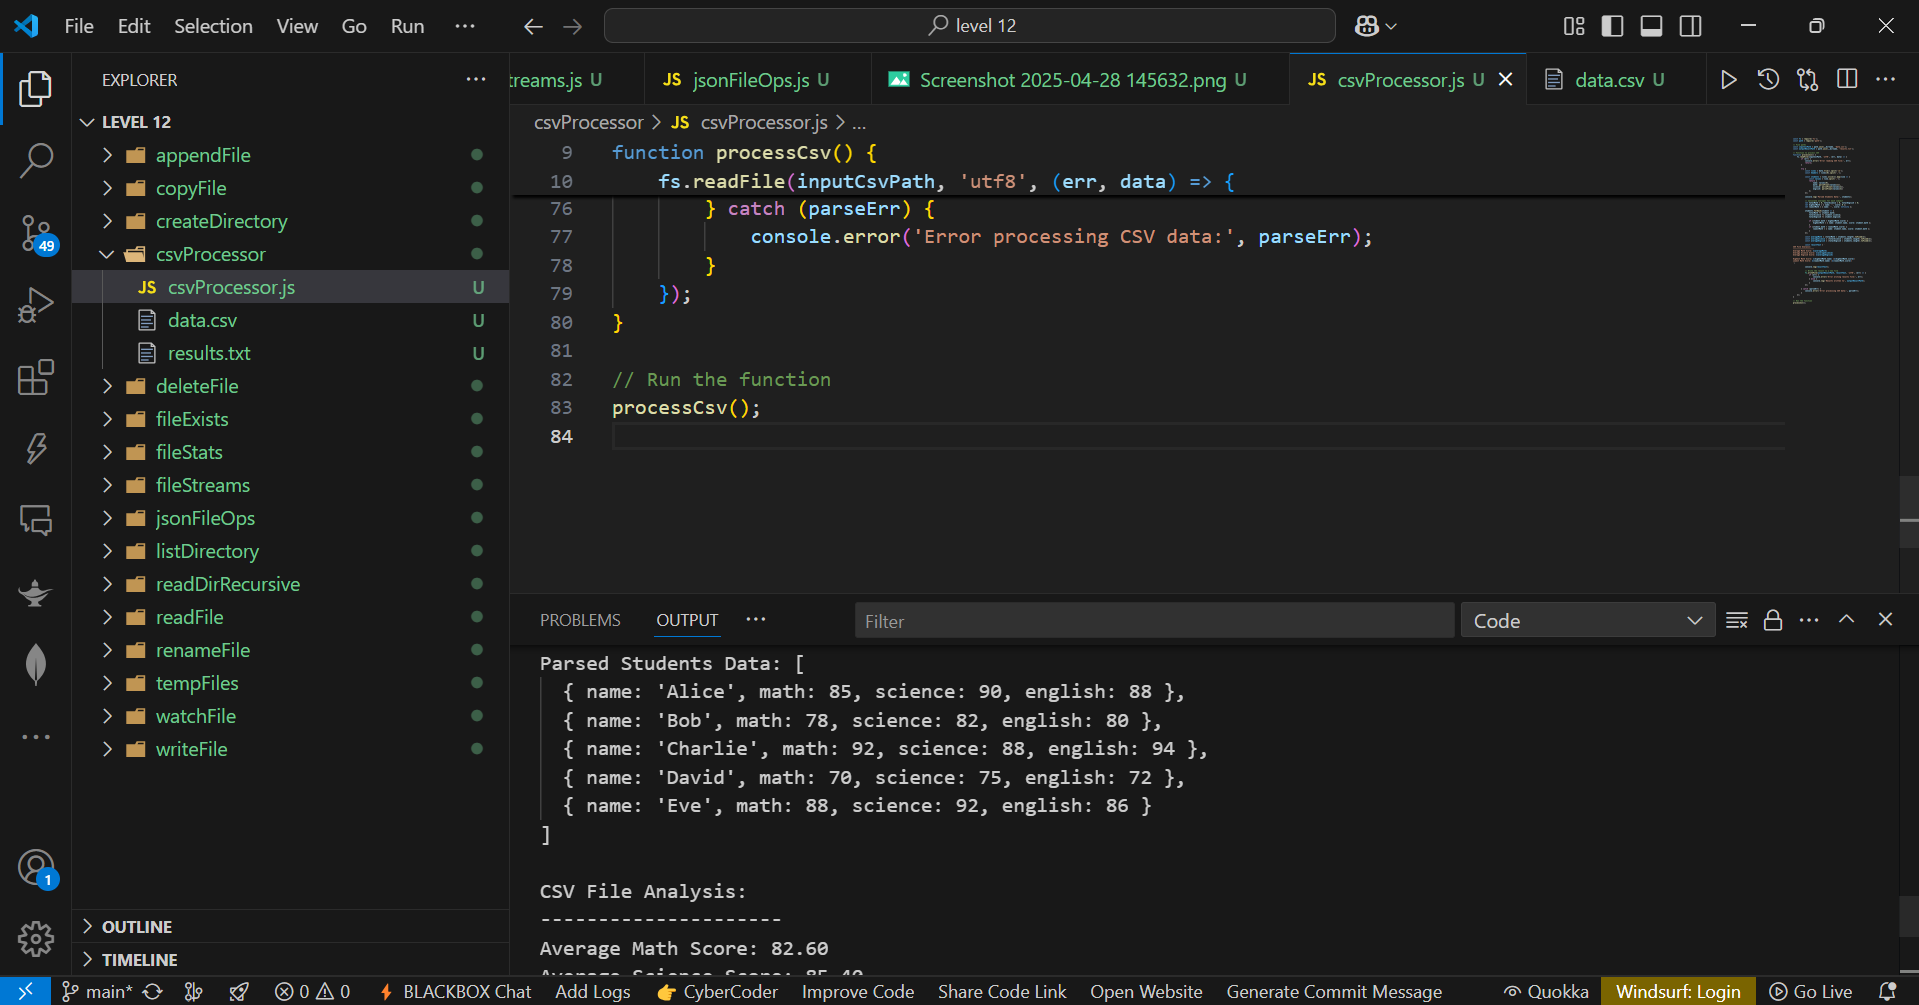 File Edit Selection View Go Run ··· level 12
EXPLORER ···
treams.js U JS jsonFileOps.js U Screenshot 2025-04-28 145632.png U JS csvProcessor.js U data.csv U ···
csvProcessor > JS csvProcessor.js > ...
LEVEL 12
appendFile
copyFile
createDirectory
csvProcessor
JS csvProcessor.js U
data.csv U
results.txt U
deleteFile
fileExists
fileStats
fileStreams
jsonFileOps
listDirectory
readDirRecursive
readFile
renameFile
tempFiles
watchFile
writeFile
OUTLINE
TIMELINE
49
1
9 function processCsv() {
10 fs.readFile(inputCsvPath, 'utf8', (err, data) => {
76 } catch (parseErr) {
77 console.error('Error processing CSV data:', parseErr);
78 }
79 });
80 }
81
82 // Run the function
83 processCsv();
84
PROBLEMS OUTPUT ··· Filter Code ···
Parsed Students Data: [
{ name: 'Alice', math: 85, science: 90, english: 88 },
{ name: 'Bob', math: 78, science: 82, english: 80 },
{ name: 'Charlie', math: 92, science: 88, english: 94 },
{ name: 'David', math: 70, science: 75, english: 72 },
{ name: 'Eve', math: 88, science: 92, english: 86 }
]
CSV File Analysis:
---------------------
Average Math Score: 82.60
Average Science Score: 85.40
main* 0 0 BLACKBOX Chat Add Logs CyberCoder Improve Code Share Code Link Open Website Generate Commit Message Quokka Windsurf: Login Go Live